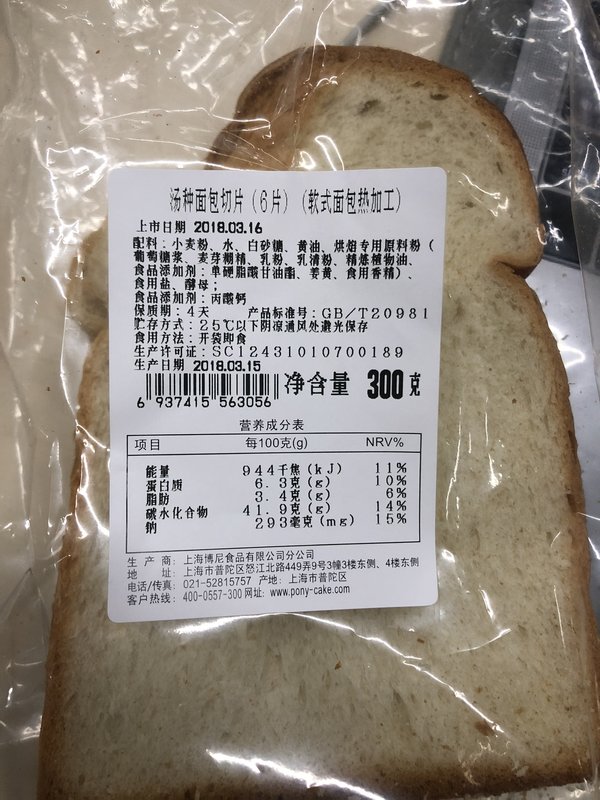 汤种面包切片（6片）（软式面包热加工）
上市日期 2018.03.16
配料：小麦粉、水、白砂糖、黄油、烘焙专用原料粉（
葡萄糖浆、麦芽糊精、乳粉、乳清粉、精炼植物油、
食品添加剂：单硬脂酸甘油酯、姜黄、食用香精）、
食用盐、酵母；
食品添加剂：丙酸钙
保质期：4天 产品标准号：GB/T20981
贮存方式：25℃以下阴凉通风处避光保存
食用方法：开袋即食
生产许可证：SC12431010700189
生产日期 2018.03.15
6 937415 563056 净含量 300克
营养成分表
项目 每100克(g) NRV%
能量 944千焦(kJ) 11%
蛋白质 6.3克(g) 10%
脂肪 3.4克(g) 6%
碳水化合物 41.9克(g) 14%
钠 293毫克(mg) 15%
生产商：上海博尼食品有限公司分公司
地址：上海市普陀区怒江北路449弄9号3幢3楼东侧、4楼东侧
电话/传真：021-52815757 产地：上海市普陀区
客户热线：400-0557-300 网址：www.pony-cake.com